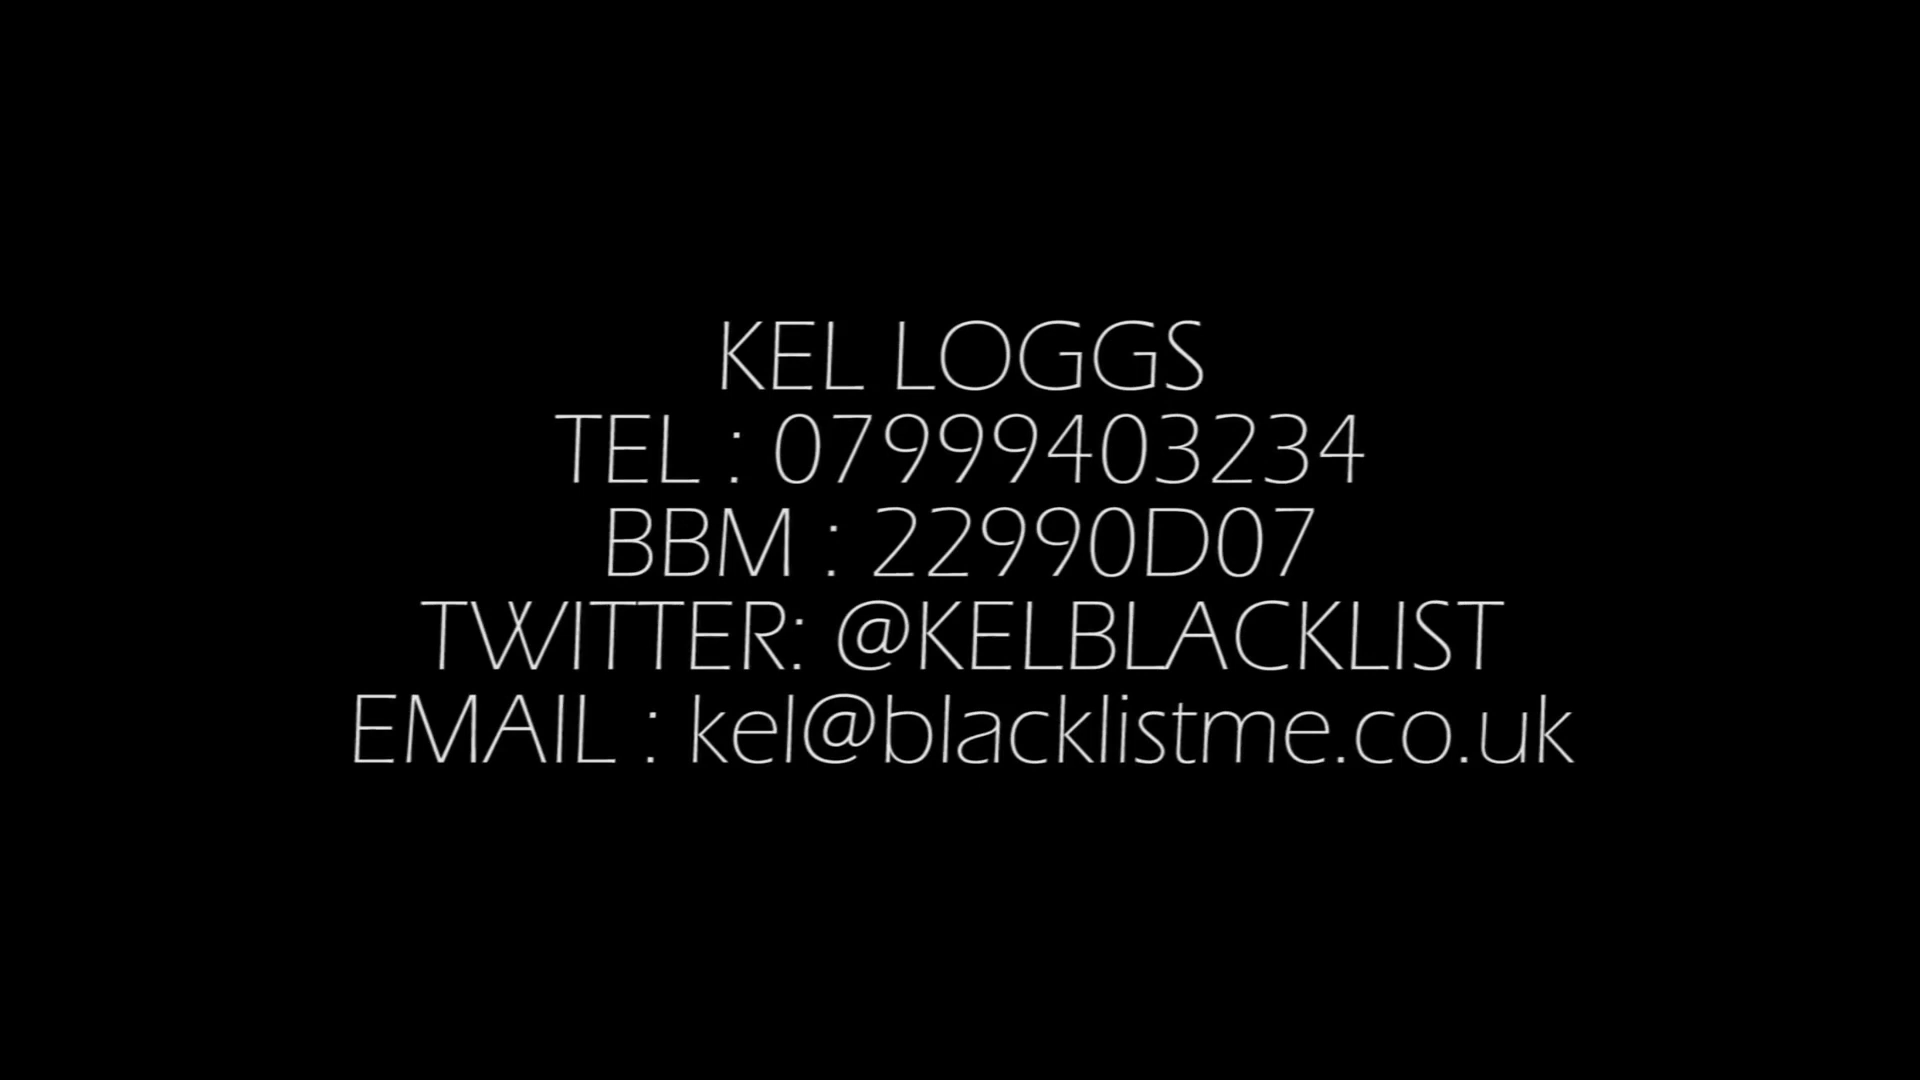 KEL LOGGS
TEL : 07999403234
BBM : 22990D07
TWITTER: @KELBLACKLIST
EMAIL : kel@blacklistme.co.uk